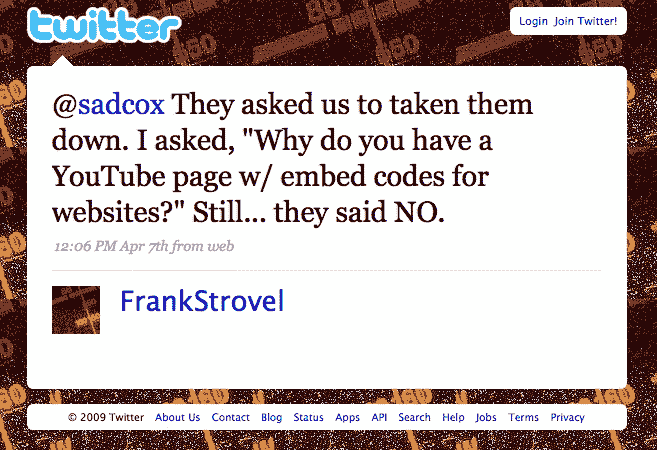 twitter
Login Join Twitter!
@sadcox They asked us to taken them
down. I asked, "Why do you have a
YouTube page w/ embed codes for
websites?" Still... they said NO.
12:06 PM Apr 7th from web
FrankStrovel
© 2009 Twitter About Us Contact Blog Status Apps API Search Help Jobs Terms Privacy